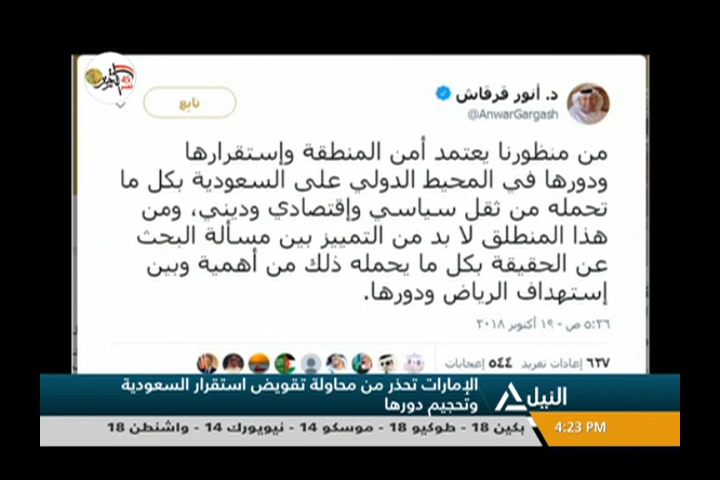 د. أنور قرقاش
@AnwarGargash
تابع
من منظورنا يعتمد أمن المنطقة وإستقرارها
ودورها في المحيط الدولي على السعودية بكل ما
تحمله من ثقل سياسي وإقتصادي وديني، ومن
هذا المنطلق لا بد من التمييز بين مسألة البحث
عن الحقيقة بكل ما يحمله ذلك من أهمية وبين
إستهداف الرياض ودورها.
٥:٢٦ ص - ١٩ أكتوبر ٢٠١٨
٦٣٧ إعادات تغريد ٥٤٤ إعجابات
النيل
الإمارات تحذر من محاولة تقويض استقرار السعودية
وتحجيم دورها
4:23 PM
بكين 18 - طوكيو 18 - موسكو 14 - نيويورك 14 - واشنطن 18